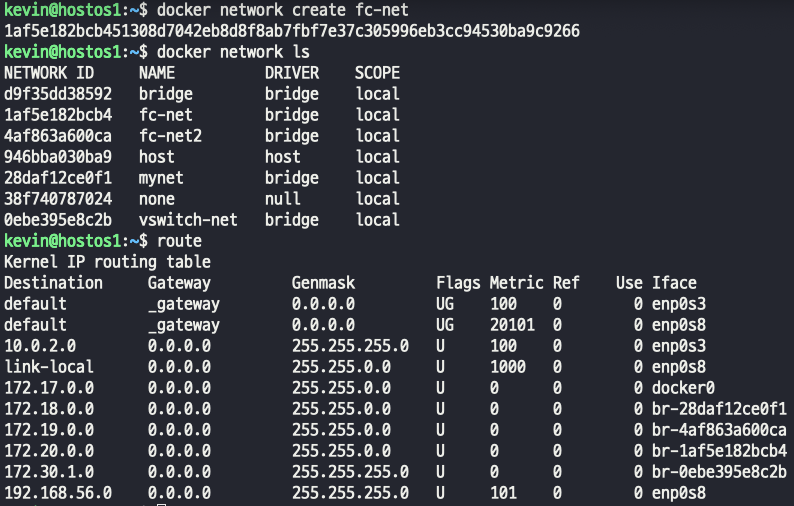 kevin@hostos1:~$ docker network create fc-net
1af5e182bcb451308d7042eb8d8f8ab7fbf7e37c305996eb3cc94530ba9c9266
kevin@hostos1:~$ docker network ls
NETWORK ID     NAME          DRIVER    SCOPE
d9f35dd38592   bridge        bridge    local
1af5e182bcb4   fc-net        bridge    local
4af863a600ca   fc-net2       bridge    local
946bba030ba9   host          host      local
28daf12ce0f1   mynet         bridge    local
38f740787024   none          null      local
0ebe395e8c2b   vswitch-net   bridge    local
kevin@hostos1:~$ route
Kernel IP routing table
Destination     Gateway         Genmask         Flags Metric Ref    Use Iface
default         _gateway        0.0.0.0         UG    100    0        0 enp0s3
default         _gateway        0.0.0.0         UG    20101  0        0 enp0s8
10.0.2.0        0.0.0.0         255.255.255.0   U     100    0        0 enp0s3
link-local      0.0.0.0         255.255.0.0     U     1000   0        0 enp0s8
172.17.0.0      0.0.0.0         255.255.0.0     U     0      0        0 docker0
172.18.0.0      0.0.0.0         255.255.0.0     U     0      0        0 br-28daf12ce0f1
172.19.0.0      0.0.0.0         255.255.0.0     U     0      0        0 br-4af863a600ca
172.20.0.0      0.0.0.0         255.255.0.0     U     0      0        0 br-1af5e182bcb4
172.30.1.0      0.0.0.0         255.255.255.0   U     0      0        0 br-0ebe395e8c2b
192.168.56.0    0.0.0.0         255.255.255.0   U     101    0        0 enp0s8